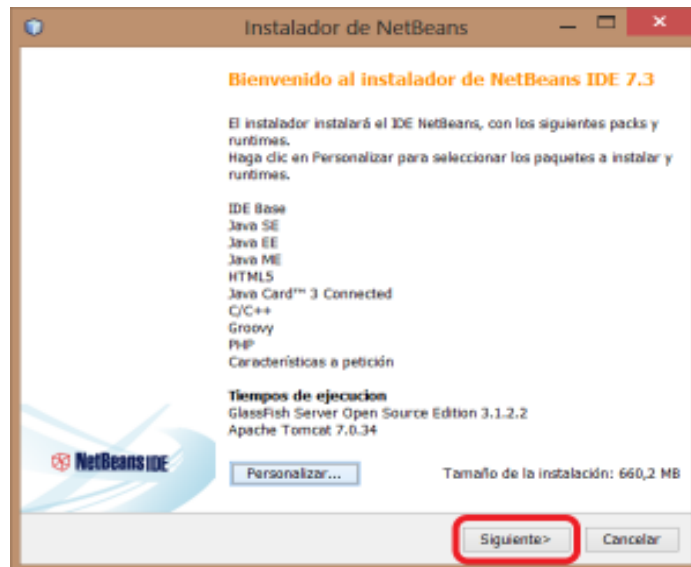 Instalador de NetBeans
Bienvenido al instalador de NetBeans IDE 7.3
El instalador instalará el IDE NetBeans, con los siguientes packs y
runtimes.
Haga clic en Personalizar para seleccionar los paquetes a instalar y
runtimes.
IDE Base
Java SE
Java EE
Java ME
HTML5
Java Card™ 3 Connected
C/C++
Groovy
PHP
Características a petición
Tiempos de ejecucion
GlassFish Server Open Source Edition 3.1.2.2
Apache Tomcat 7.0.34
NetBeans IDE
Personalizar...
Tamaño de la instalación: 660,2 MB
Siguiente>
Cancelar